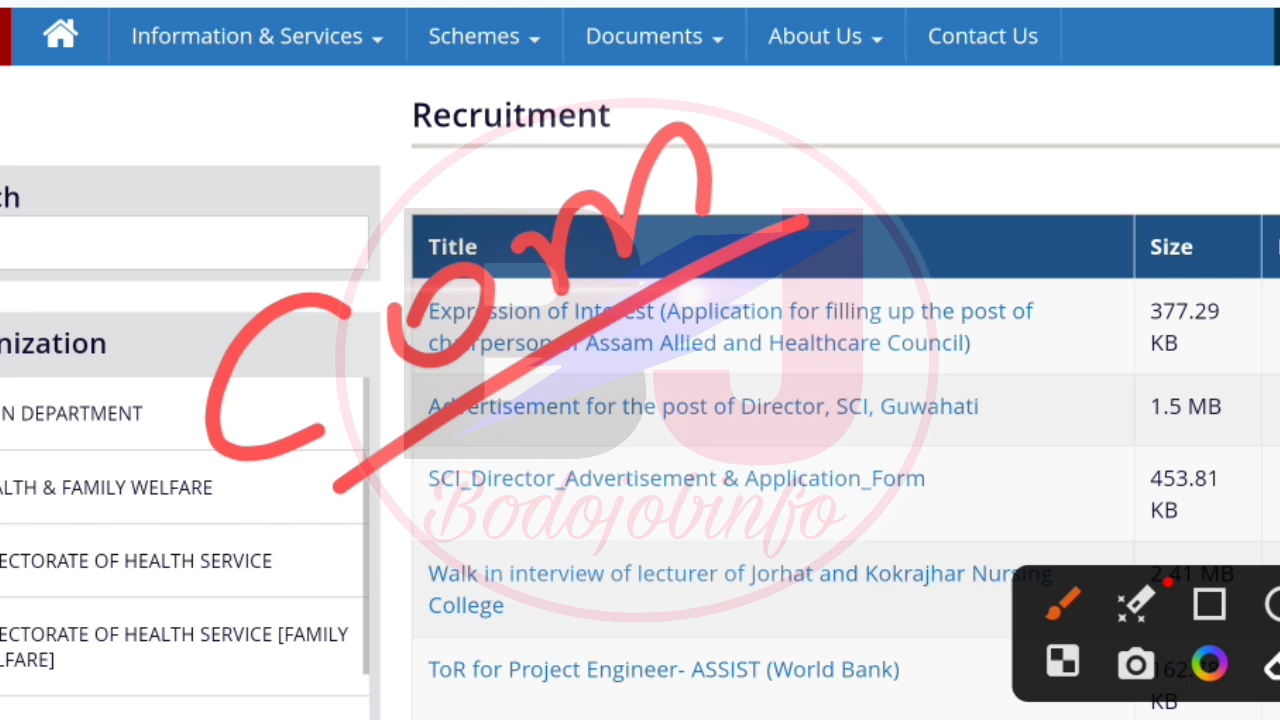 Information & Services
Schemes
Documents
About Us
Contact Us
Recruitment
ch
nization
N DEPARTMENT
ALTH & FAMILY WELFARE
ECTORATE OF HEALTH SERVICE
ECTORATE OF HEALTH SERVICE [FAMILY
LFARE]
Title Size
Expression of Interest (Application for filling up the post of 377.29
chairperson of Assam Allied and Healthcare Council) KB
Advertisement for the post of Director, SCI, Guwahati 1.5 MB
SCI_Director_Advertisement & Application_Form 453.81
KB
Walk in interview of lecturer of Jorhat and Kokrajhar Nursing 2.41 MB
College
ToR for Project Engineer- ASSIST (World Bank)
KB
com
BJ
Bodojobinfo